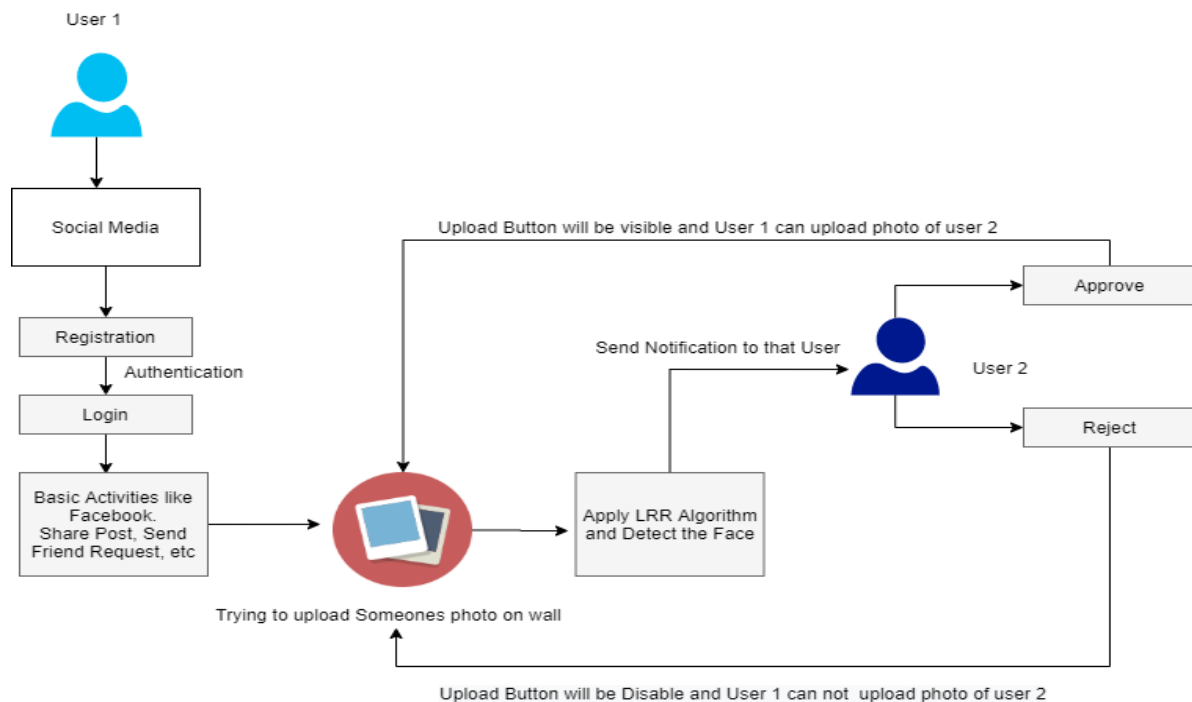 User 1
Social Media
Registration
Authentication
Login
Basic Activities like
Facebook.
Share Post, Send
Friend Request, etc
Trying to upload Someones photo on wall
Apply LRR Algorithm
and Detect the Face
Send Notification to that User
User 2
Approve
Reject
Upload Button will be visible and User 1 can upload photo of user 2
Upload Button will be Disable and User 1 can not  upload photo of user 2